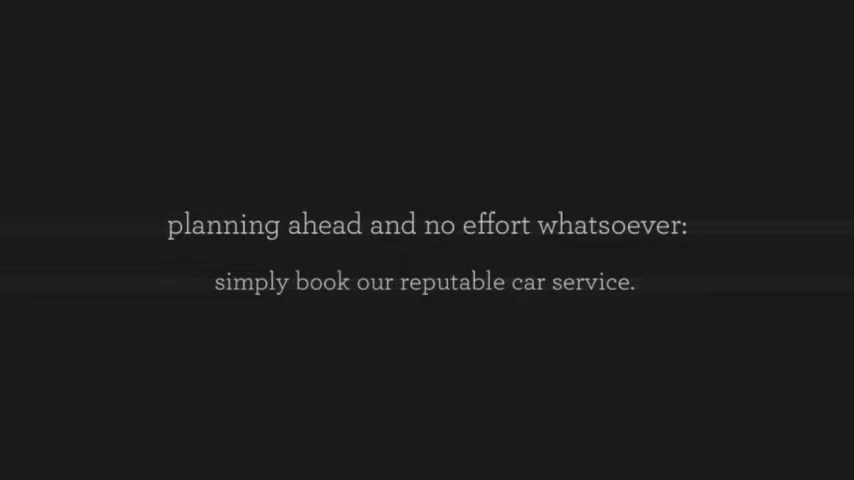 planning ahead and no effort whatsoever:
simply book our reputable car service.